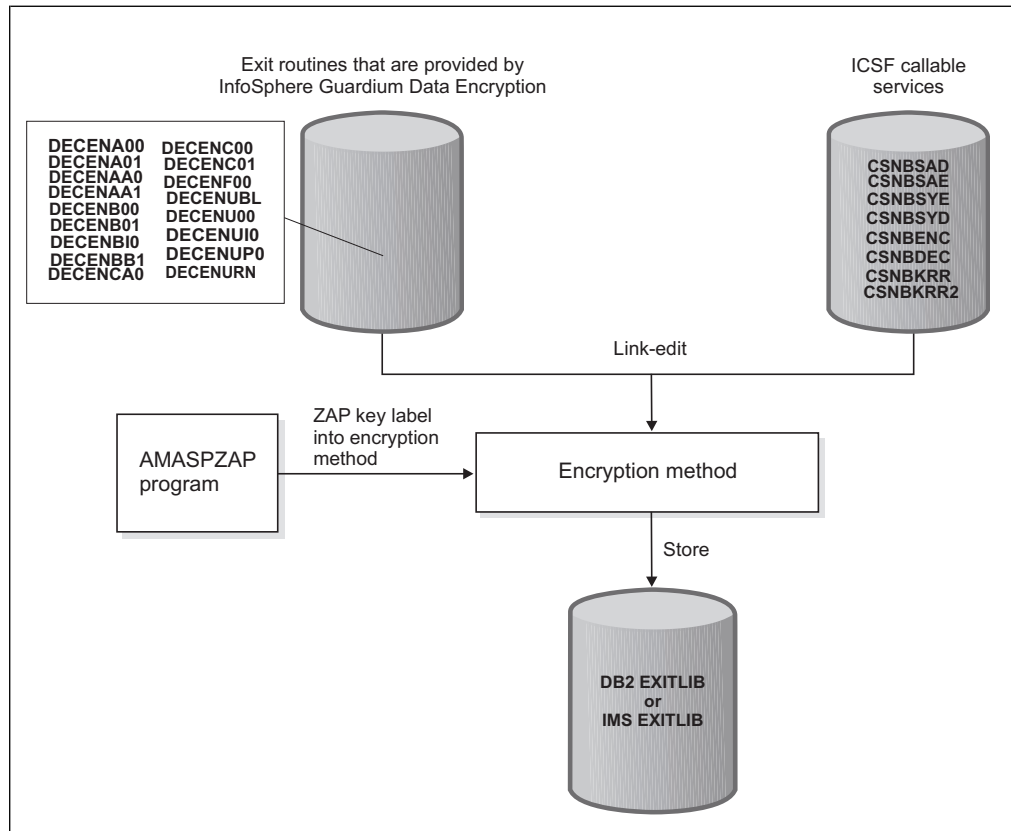 Exit routines that are provided by
InfoSphere Guardium Data Encryption
ICSF callable
services
DECENA00
DECENA01
DECENAA0
DECENAA1
DECENB00
DECENB01
DECENBI0
DECENBB1
DECENCA0
DECENC00
DECENC01
DECENF00
DECENUBL
DECENU00
DECENUI0
DECENUP0
DECENURN
CSNBSAD
CSNBSAE
CSNBSYE
CSNBSYD
CSNBENC
CSNBDEC
CSNBKRR
CSNBKRR2
Link-edit
AMASPZAP
program
ZAP key label
into encryption
method
Encryption method
Store
DB2 EXITLIB
or
IMS EXITLIB